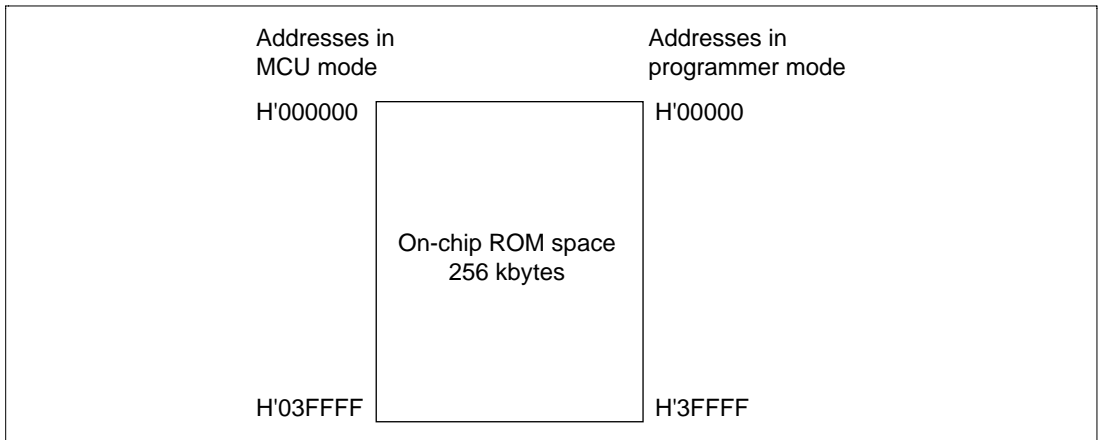 Addresses in
MCU mode
Addresses in
programmer mode
H'000000
H'00000
On-chip ROM space
256 kbytes
H'03FFFF
H'3FFFF